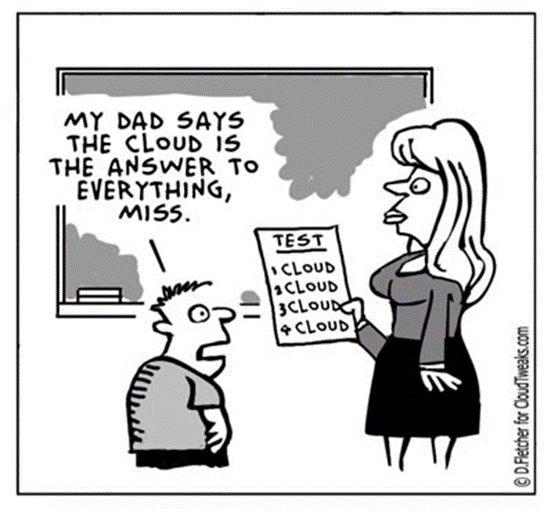 MY DAD SAYS
THE CLOUD IS
THE ANSWER TO
EVERYTHING,
MISS.
TEST
1 CLOUD
2 CLOUD
3 CLOUD
4 CLOUD
© D.Fletcher for CloudTweaks.com